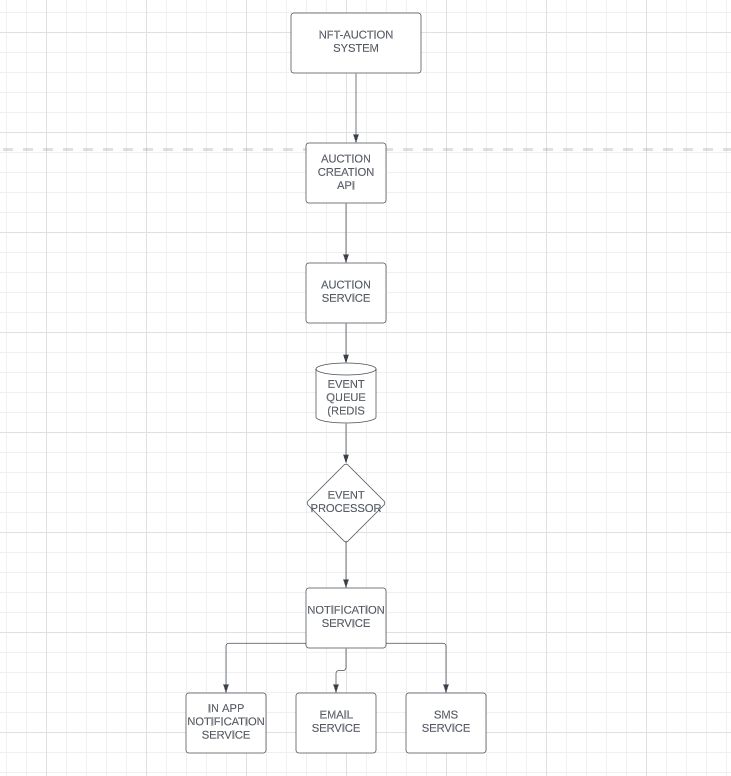 NFT-AUCTION
SYSTEM
AUCTION
CREATION
API
AUCTION
SERVICE
EVENT
QUEUE
(REDIS
EVENT
PROCESSOR
NOTIFICATION
SERVICE
IN APP
NOTIFICATION
SERVICE
EMAIL
SERVICE
SMS
SERVICE